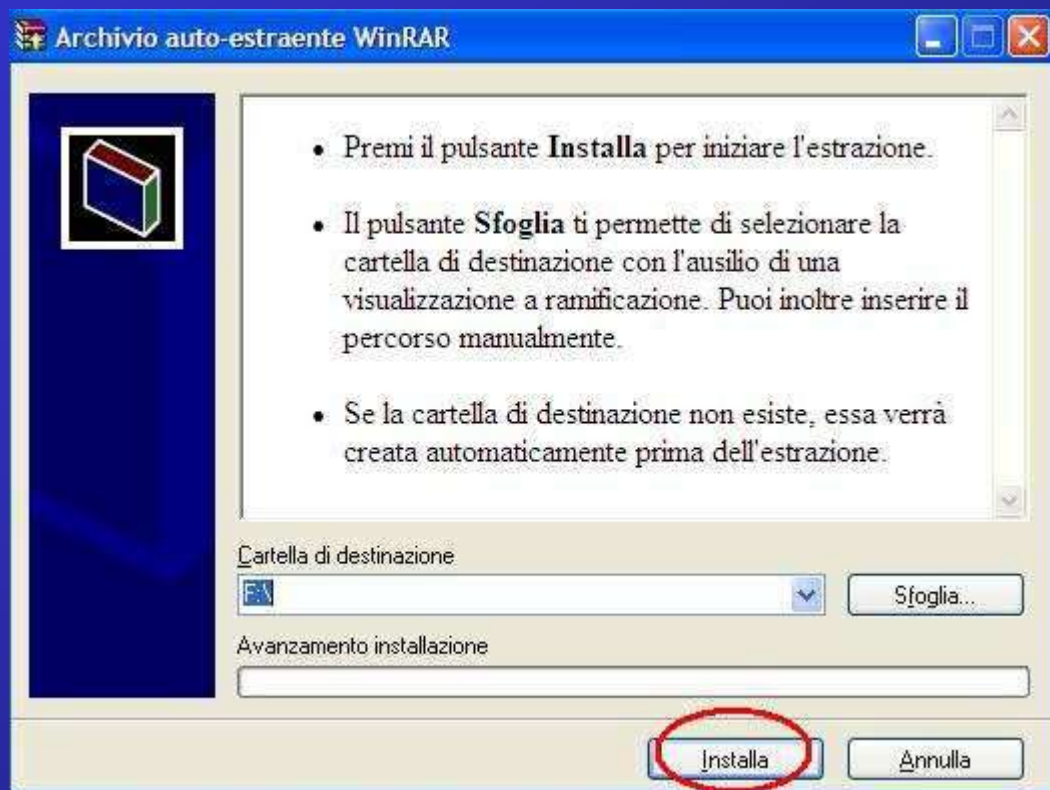 Archivio auto-estraente WinRAR
• Premi il pulsante Installa per iniziare l'estrazione.
• Il pulsante Sfoglia ti permette di selezionare la
cartella di destinazione con l'ausilio di una
visualizzazione a ramificazione. Puoi inoltre inserire il
percorso manualmente.
• Se la cartella di destinazione non esiste, essa verrà
creata automaticamente prima dell'estrazione.
Cartella di destinazione
F:\
Sfoglia...
Avanzamento installazione
Installa
Annulla